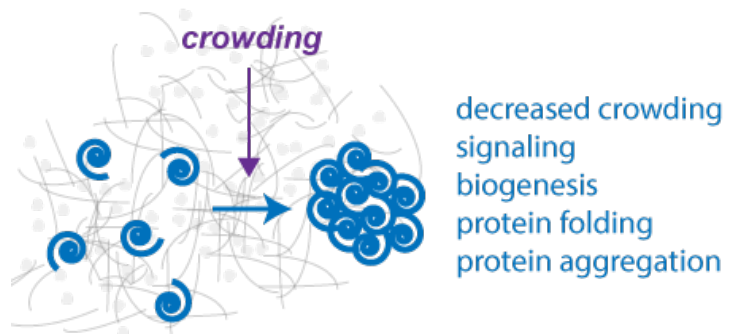 crowding
decreased crowding
signaling
biogenesis
protein folding
protein aggregation